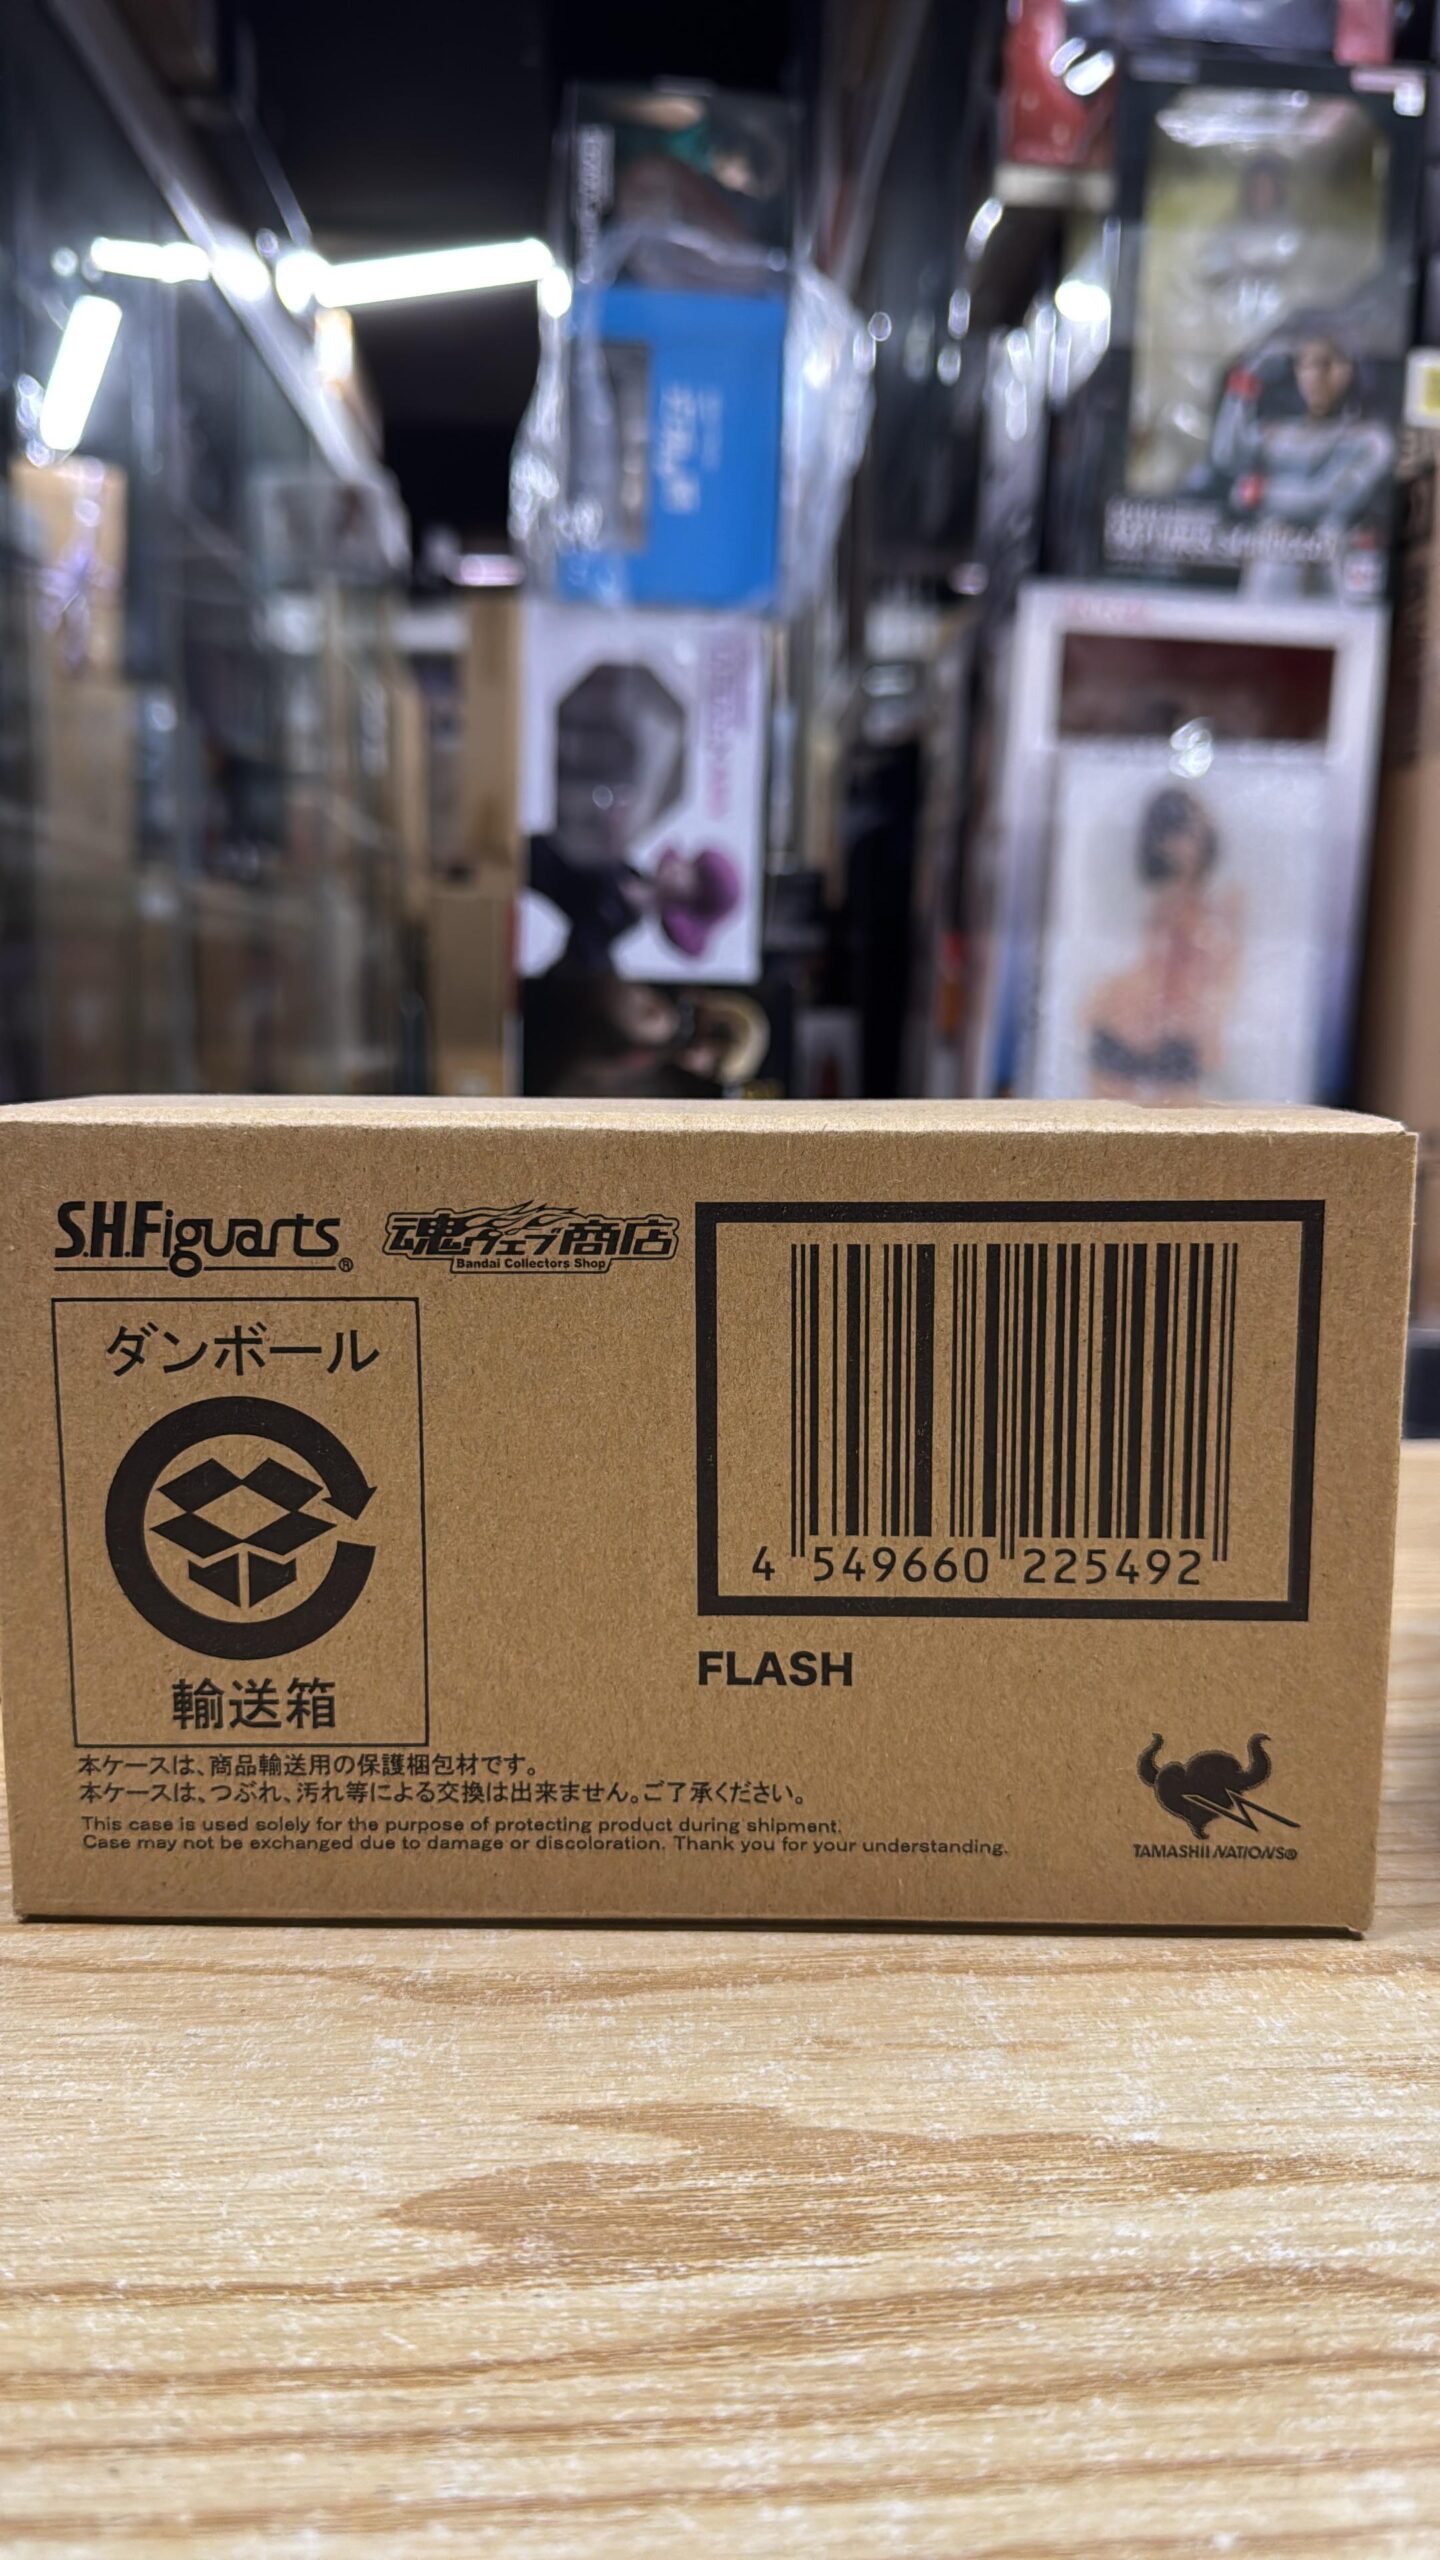 S.H.Figuarts®
魂ウェブ商店
Bandai Collectors Shop
ダンボール
輸送箱
4 549660 225492
FLASH
本ケースは、商品輸送用の保護梱包材です。
本ケースは、つぶれ、汚れ等による交換は出来ません。ご了承ください。
This case is used solely for the purpose of protecting product during shipment.
Case may not be exchanged due to damage or discoloration. Thank you for your understanding.
TAMASHII NATIONS®